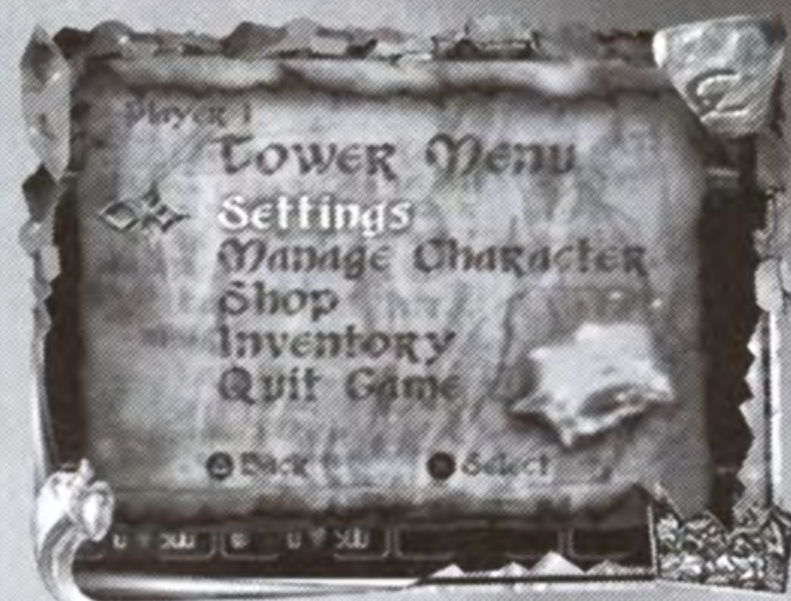 Player 1
Tower Menu
Settings
Manage Character
Shop
Inventory
Quit Game
Back Select